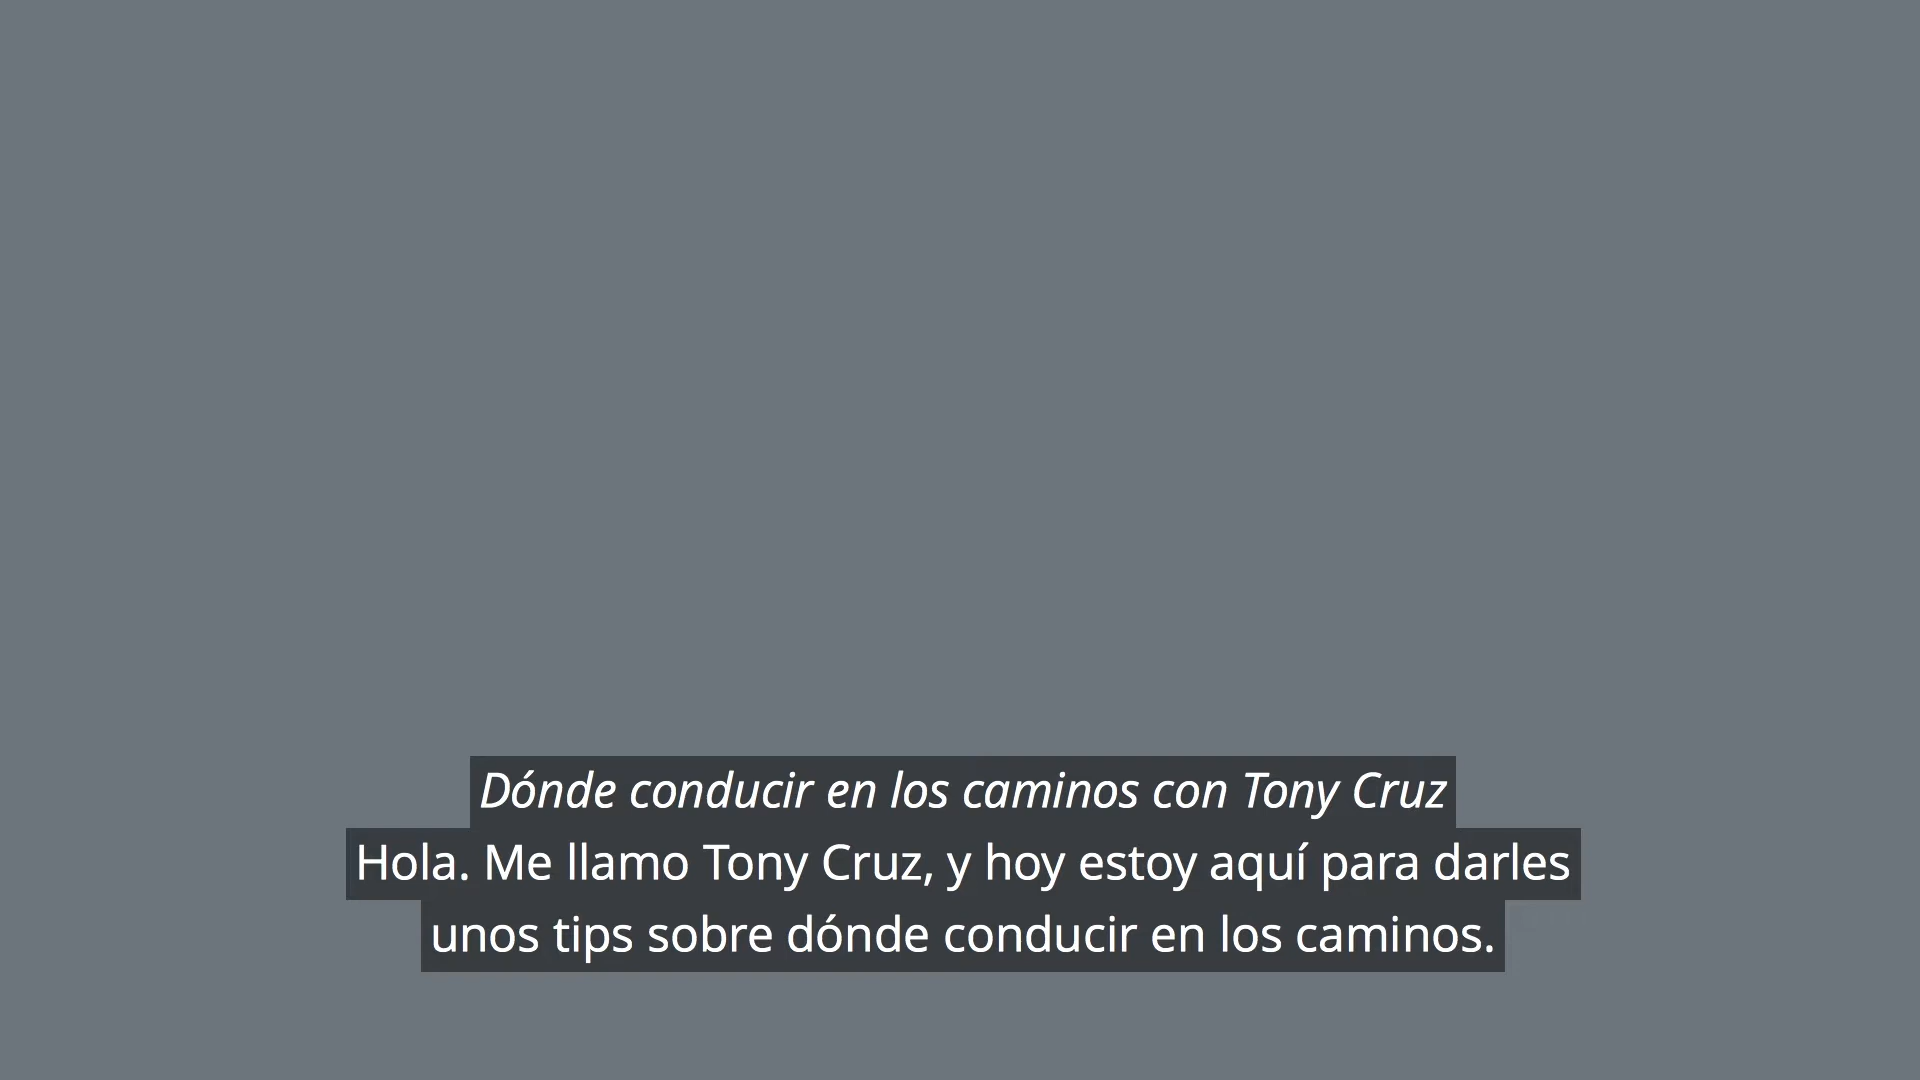 Dónde conducir en los caminos con Tony Cruz
Hola. Me llamo Tony Cruz, y hoy estoy aquí para darles
unos tips sobre dónde conducir en los caminos.